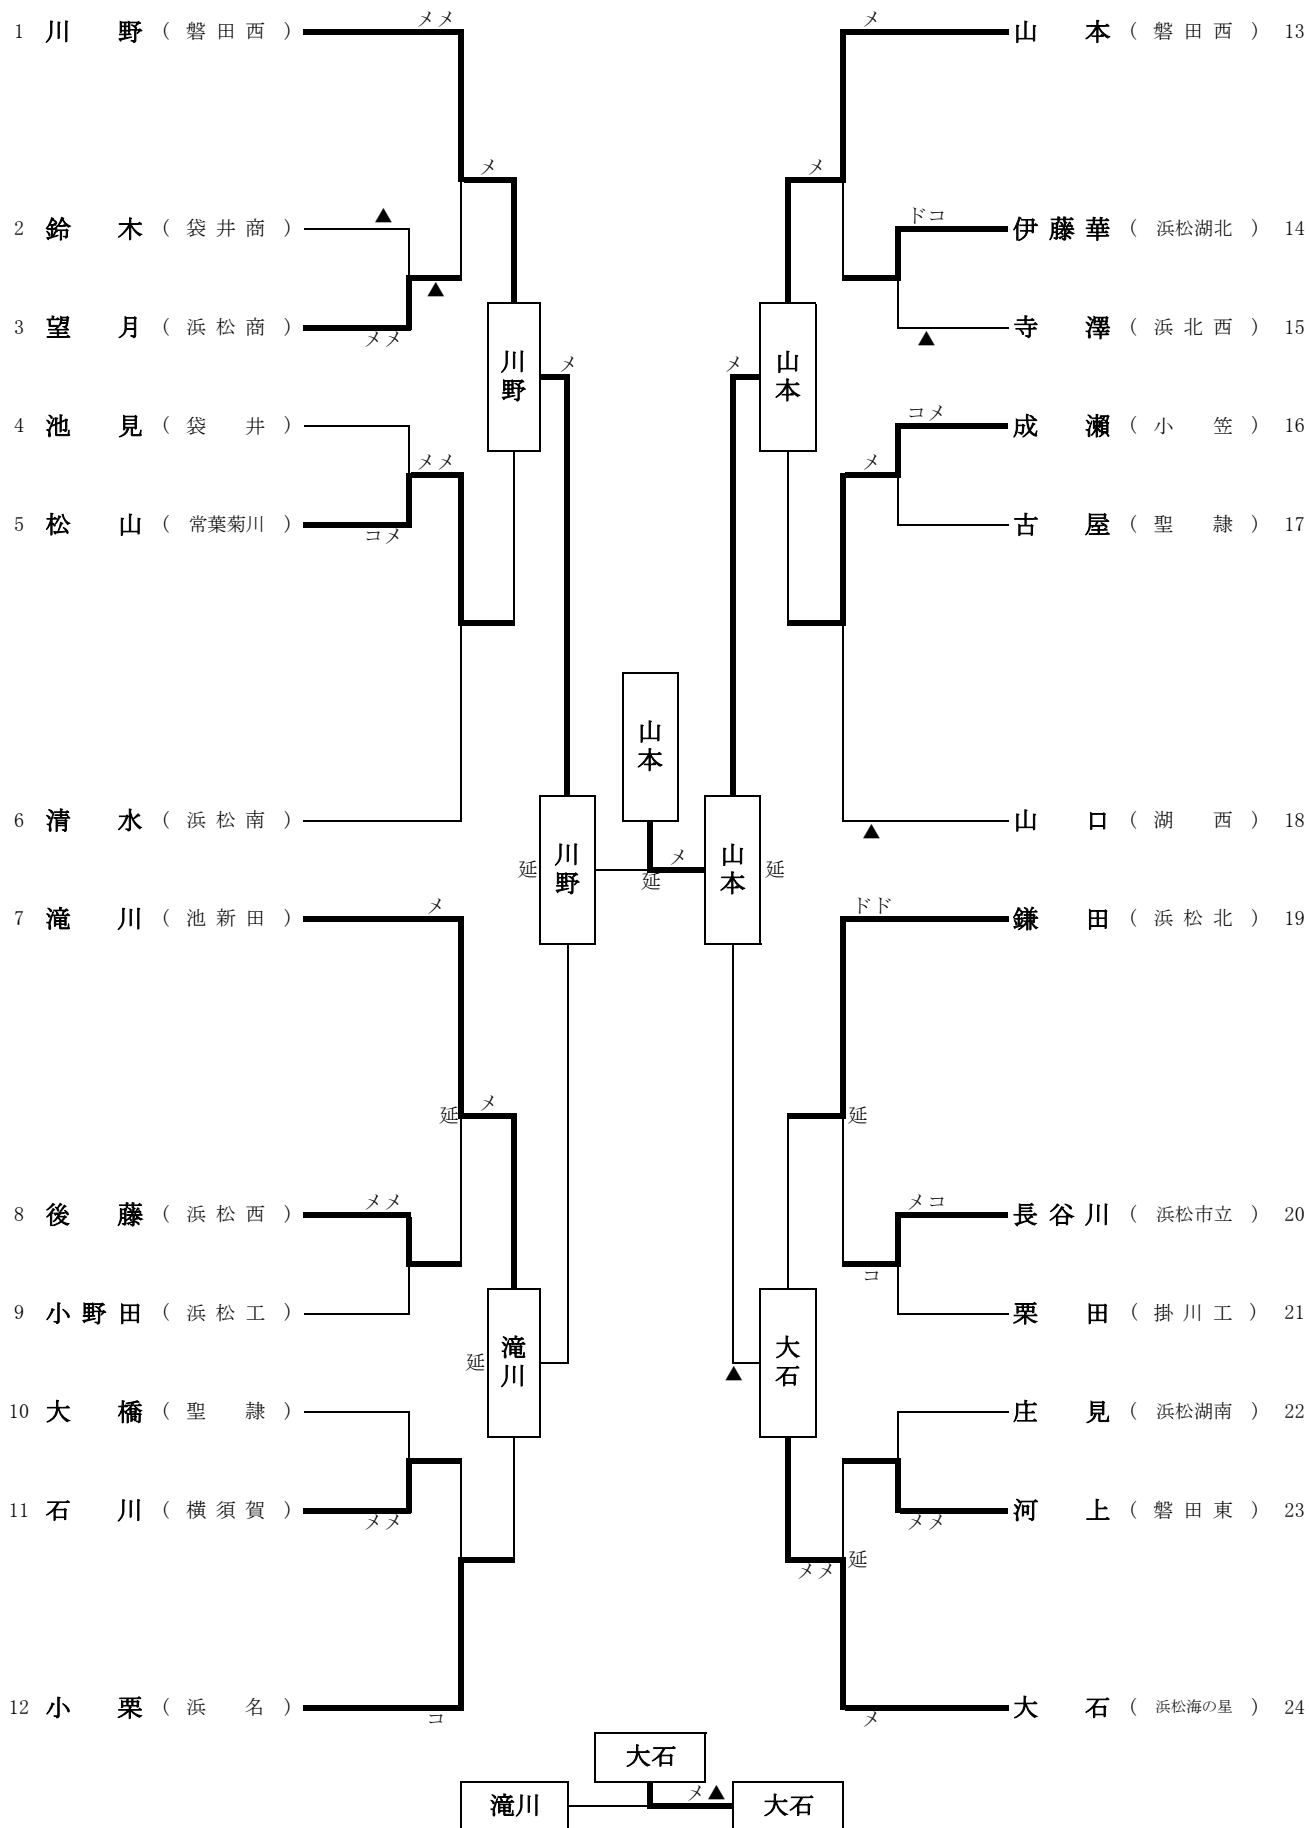 メメ
メ
1 川野 （磐田西）
山本 （磐田西） 13
メ
メ
▲
ドコ
2 鈴木 （袋井商）
伊藤華 （浜松湖北） 14
▲
3 望月 （浜松商）
寺澤 （浜北西） 15
メメ
▲
川野
山本
メ
メ
コメ
4 池見 （袋井）
成瀬 （小笠） 16
メメ
メ
5 松山 （常葉菊川）
古屋 （聖隷） 17
コメ
山本
6 清水 （浜松南）
山口 （湖西） 18
▲
延
川野
メ
延
山本
延
メ
ドド
7 滝川 （池新田）
鎌田 （浜松北） 19
延
メ
延
メメ
メコ
8 後藤 （浜松西）
長谷川 （浜松市立） 20
コ
9 小野田 （浜松工）
栗田 （掛川工） 21
延
滝川
大石
▲
10 大橋 （聖隷）
庄見 （浜松湖南） 22
11 石川 （横須賀）
河上 （磐田東） 23
メメ
メメ
メメ
延
12 小栗 （浜名）
大石 （浜松海の星） 24
コ
メ
大石
メ▲
滝川
大石